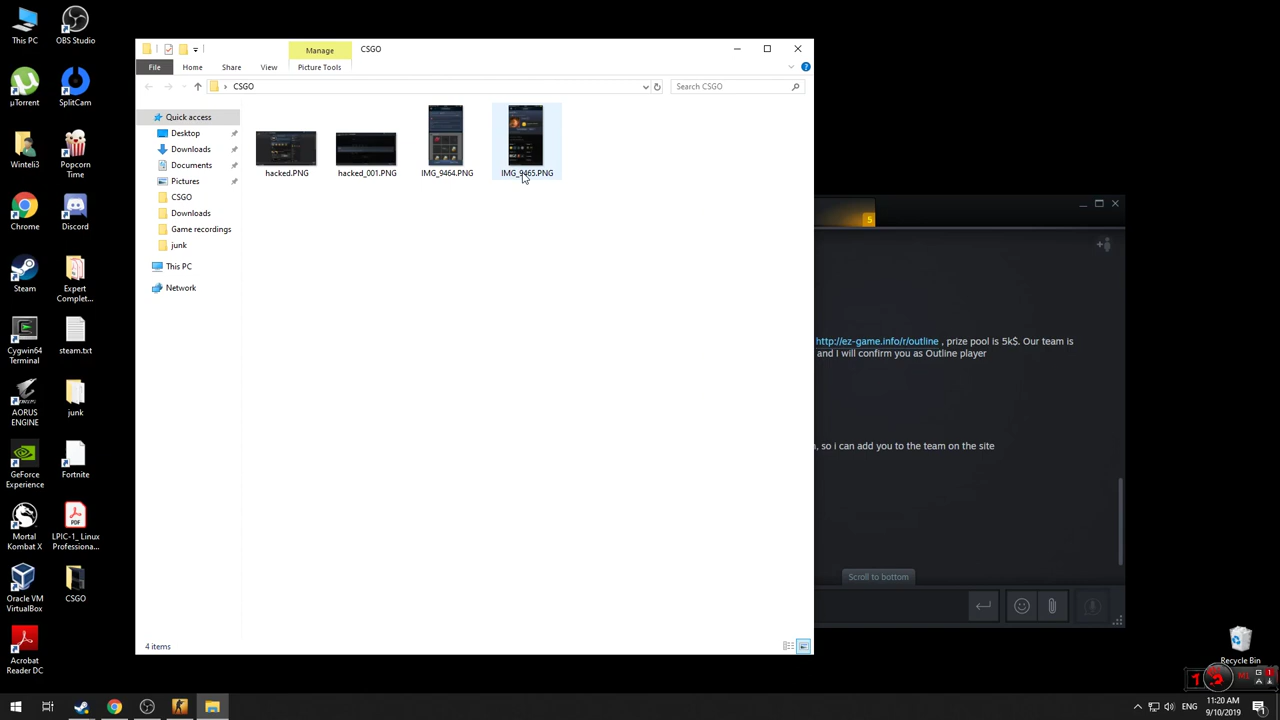 This PC
OBS Studio
µTorrent
SplitCam
Winteli3
Popcorn
Time
Chrome
Discord
Steam
Expert
Complet...
Cygwin64
Terminal
steam.txt
AORUS
ENGINE
junk
GeForce
Experience
Fortnite
Mortal
Kombat X
LPIC-1_ Linux
Professiona...
Oracle VM
VirtualBox
CSGO
Acrobat
Reader DC
Manage
CSGO
File
Home
Share
View
Picture Tools
CSGO
Search CSGO
Quick access
Desktop
Downloads
Documents
Pictures
CSGO
Downloads
Game recordings
junk
This PC
Network
hacked.PNG
hacked_001.PNG
IMG_9464.PNG
IMG_9465.PNG
4 items
5
http://ez-game.info/r/outline , prize pool is 5k$. Our team is
and I will confirm you as Outline player
, so i can add you to the team on the site
Scroll to bottom
Recycle Bin
ENG
11:20 AM
9/10/2019